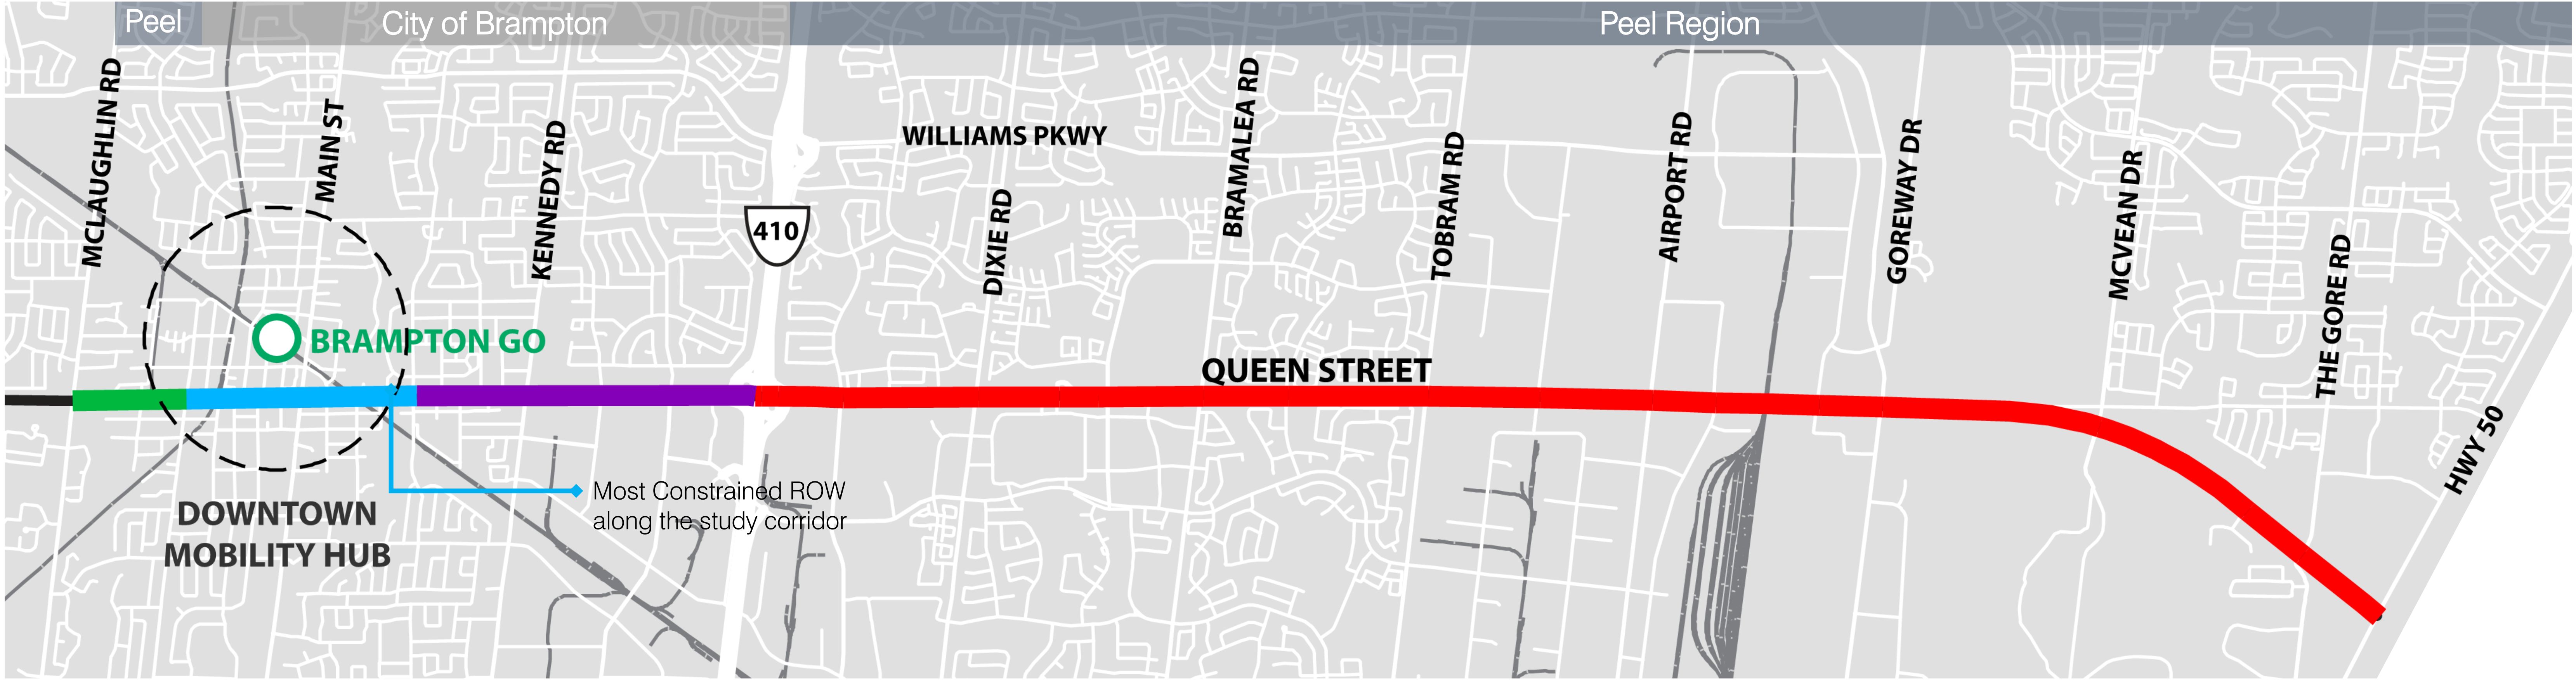 Peel
City of Brampton
Peel Region
MCLAUGHLIN RD
MAIN ST
KENNEDY RD
410
WILLIAMS PKWY
DIXIE RD
BRAMALEA RD
TOBRAM RD
AIRPORT RD
GOREWAY DR
MCVEAN DR
THE GORE RD
HWY 50
BRAMPTON GO
QUEEN STREET
DOWNTOWN
MOBILITY HUB
Most Constrained ROW
along the study corridor